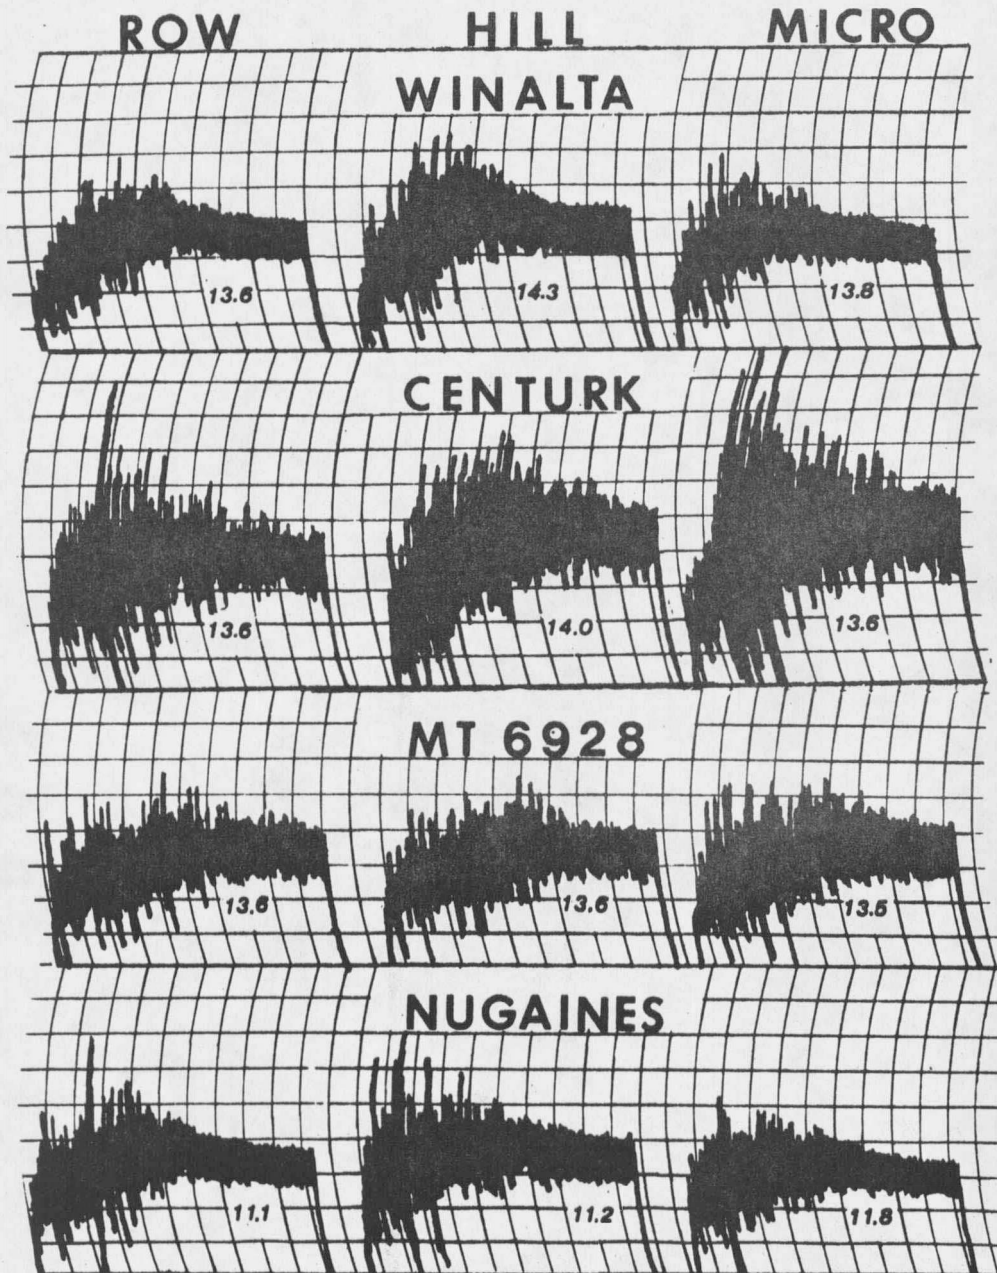 ROW HILL MICRO
WINALTA
13.6 14.3 13.8
CENTURK
13.6 14.0 13.6
MT 6928
13.6 13.6 13.5
NUGAINES
11.1 11.2 11.8